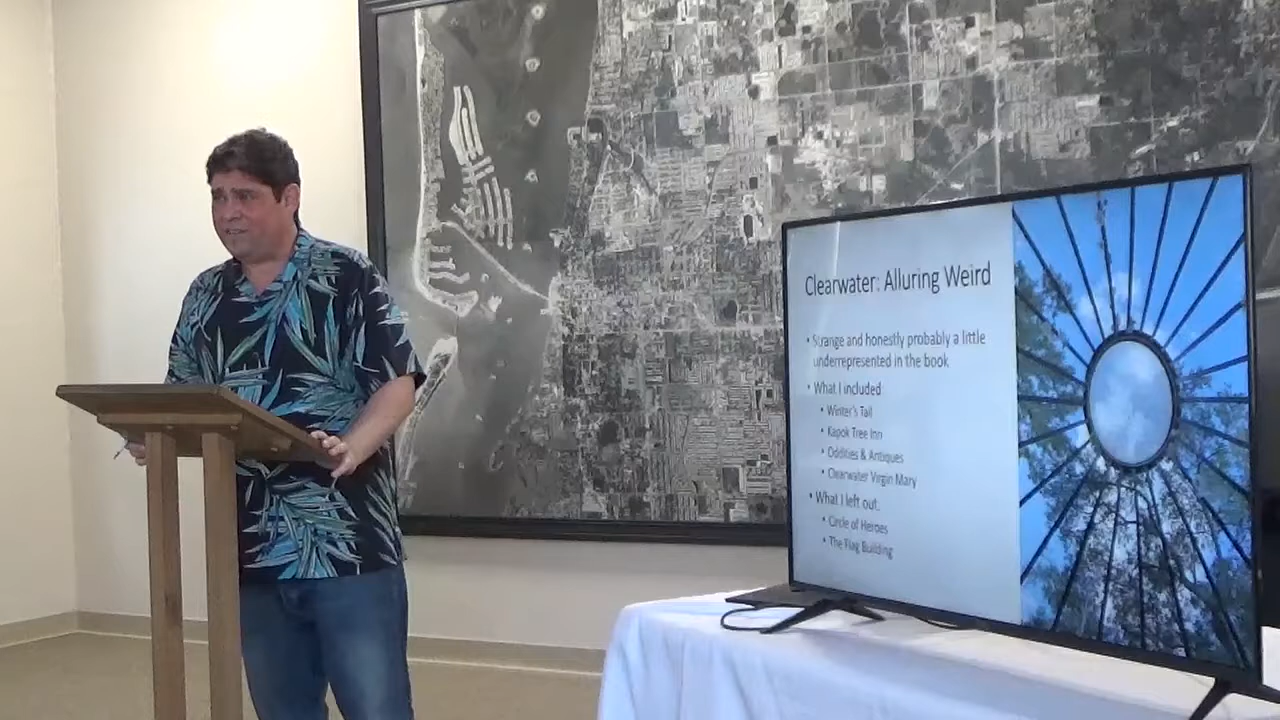 Clearwater: Alluring Weird
• Strange and honestly probably a little
underrepresented in the book
• What I included:
• Winter's Tail
• Kapok Tree Inn
• Oddities & Antiques
• Clearwater Virgin Mary
• What I left out:
• Circle of Heroes
• The Flag Building